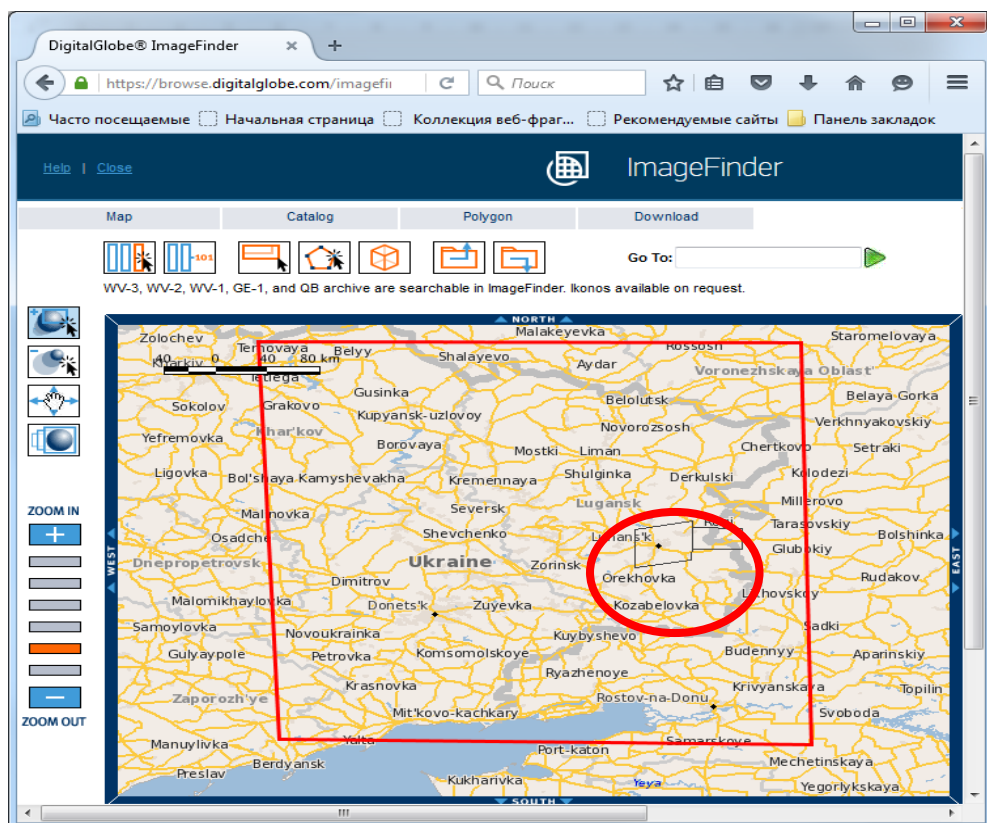 DigitalGlobe® ImageFinder
https://browse.digitalglobe.com/imagefii
Поиск
Часто посещаемые
Начальная страница
Коллекция веб-фраг...
Рекомендуемые сайты
Панель закладок
Help | Close
ImageFinder
Map
Catalog
Polygon
Download
-101
Go To:
WV-3, WV-2, WV-1, GE-1, and QB archive are searchable in ImageFinder. Ikonos available on request.
NORTH
Malakeyevka
Zolochev
Staromelovaya
Ternovaya
Belyy
Rossosh
Shalayevo
40 0 40 80 km
Aydar
Voronezhskaya Oblast'
Gusinka
Belolutsk
Belaya Gorka
Sokolov
Grakovo
Kupyansk-uzlovoy
Novorozsosh
Verkhnyakovskiy
Khar'kov
Yefremovka
Borovaya
Mostki
Liman
Chertkovo
Setraki
Ligovka
Bol'shaya Kamyshevakha
Kremennaya
Shulginka
Derkulski
Kolodezi
Lugansk
Millerovo
ZOOM IN
Malinovka
Seversk
Tarasovskiy
Osadche
Shevchenko
Bolshinka
Glubokiy
WEST
EAST
Dnepropetrovsk
Ukraine
Zorinsk
Dimitrov
Orekhovka
Rudakov
Malomikhaylovka
Donets'k
Zuyevka
Kozabelovka
Likhovskoy
Samoylovka
Novoukrainka
Kuybyshevo
Sadki
Gulyaypole
Petrovka
Komsomolskoye
Budennyy
Aparinskiy
Ryazhenoye
Krasnovka
Zaporozh'ye
Rostov-na-Donu
Krivyanskaya
Topilin
ZOOM OUT
Mit'kovo-kachkary
Svoboda
Manuylivka
Yalta
Port-katon
Samarskoye
Berdyansk
Mechetinskaya
Preslav
Kukharivka
Yeya
Yegorlykskaya
SOUTH